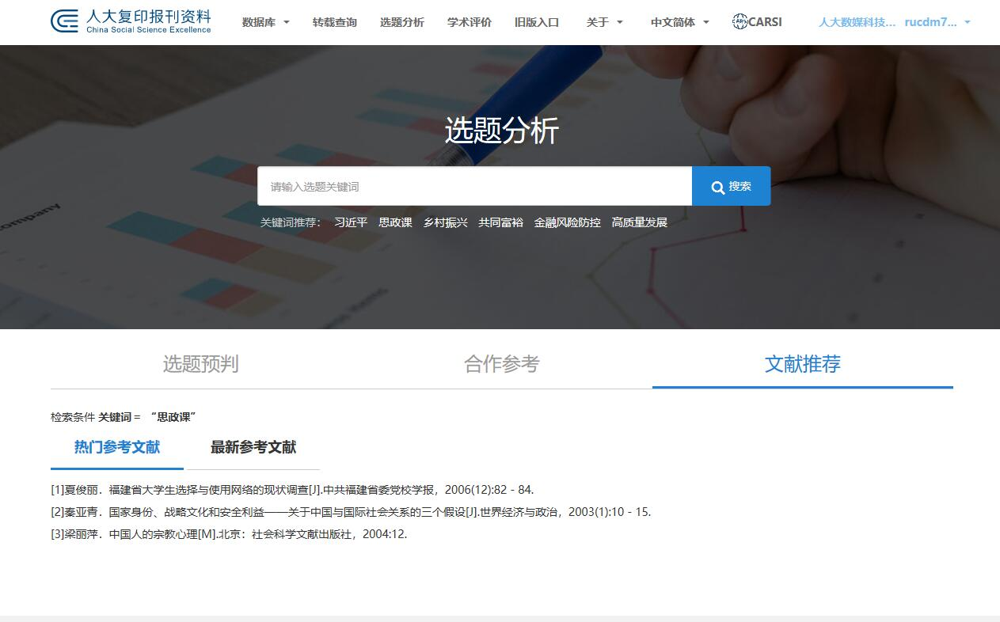 人大复印报刊资料
China Social Science Excellence
数据库 转载查询 选题分析 学术评价 旧版入口 关于 中文简体 CARSI 人大数媒科技... rucdm7...
company
选题分析
请输入选题关键词 搜索
关键词推荐： 习近平 思政课 乡村振兴 共同富裕 金融风险防控 高质量发展
选题预判 合作参考 文献推荐
检索条件 关键词＝ “思政课”
热门参考文献 最新参考文献
[1]夏俊丽．福建省大学生选择与使用网络的现状调查[J].中共福建省委党校学报，2006(12):82 - 84.
[2]秦亚青．国家身份、战略文化和安全利益——关于中国与国际社会关系的三个假设[J].世界经济与政治，2003(1):10 - 15.
[3]梁丽萍．中国人的宗教心理[M].北京：社会科学文献出版社，2004:12.